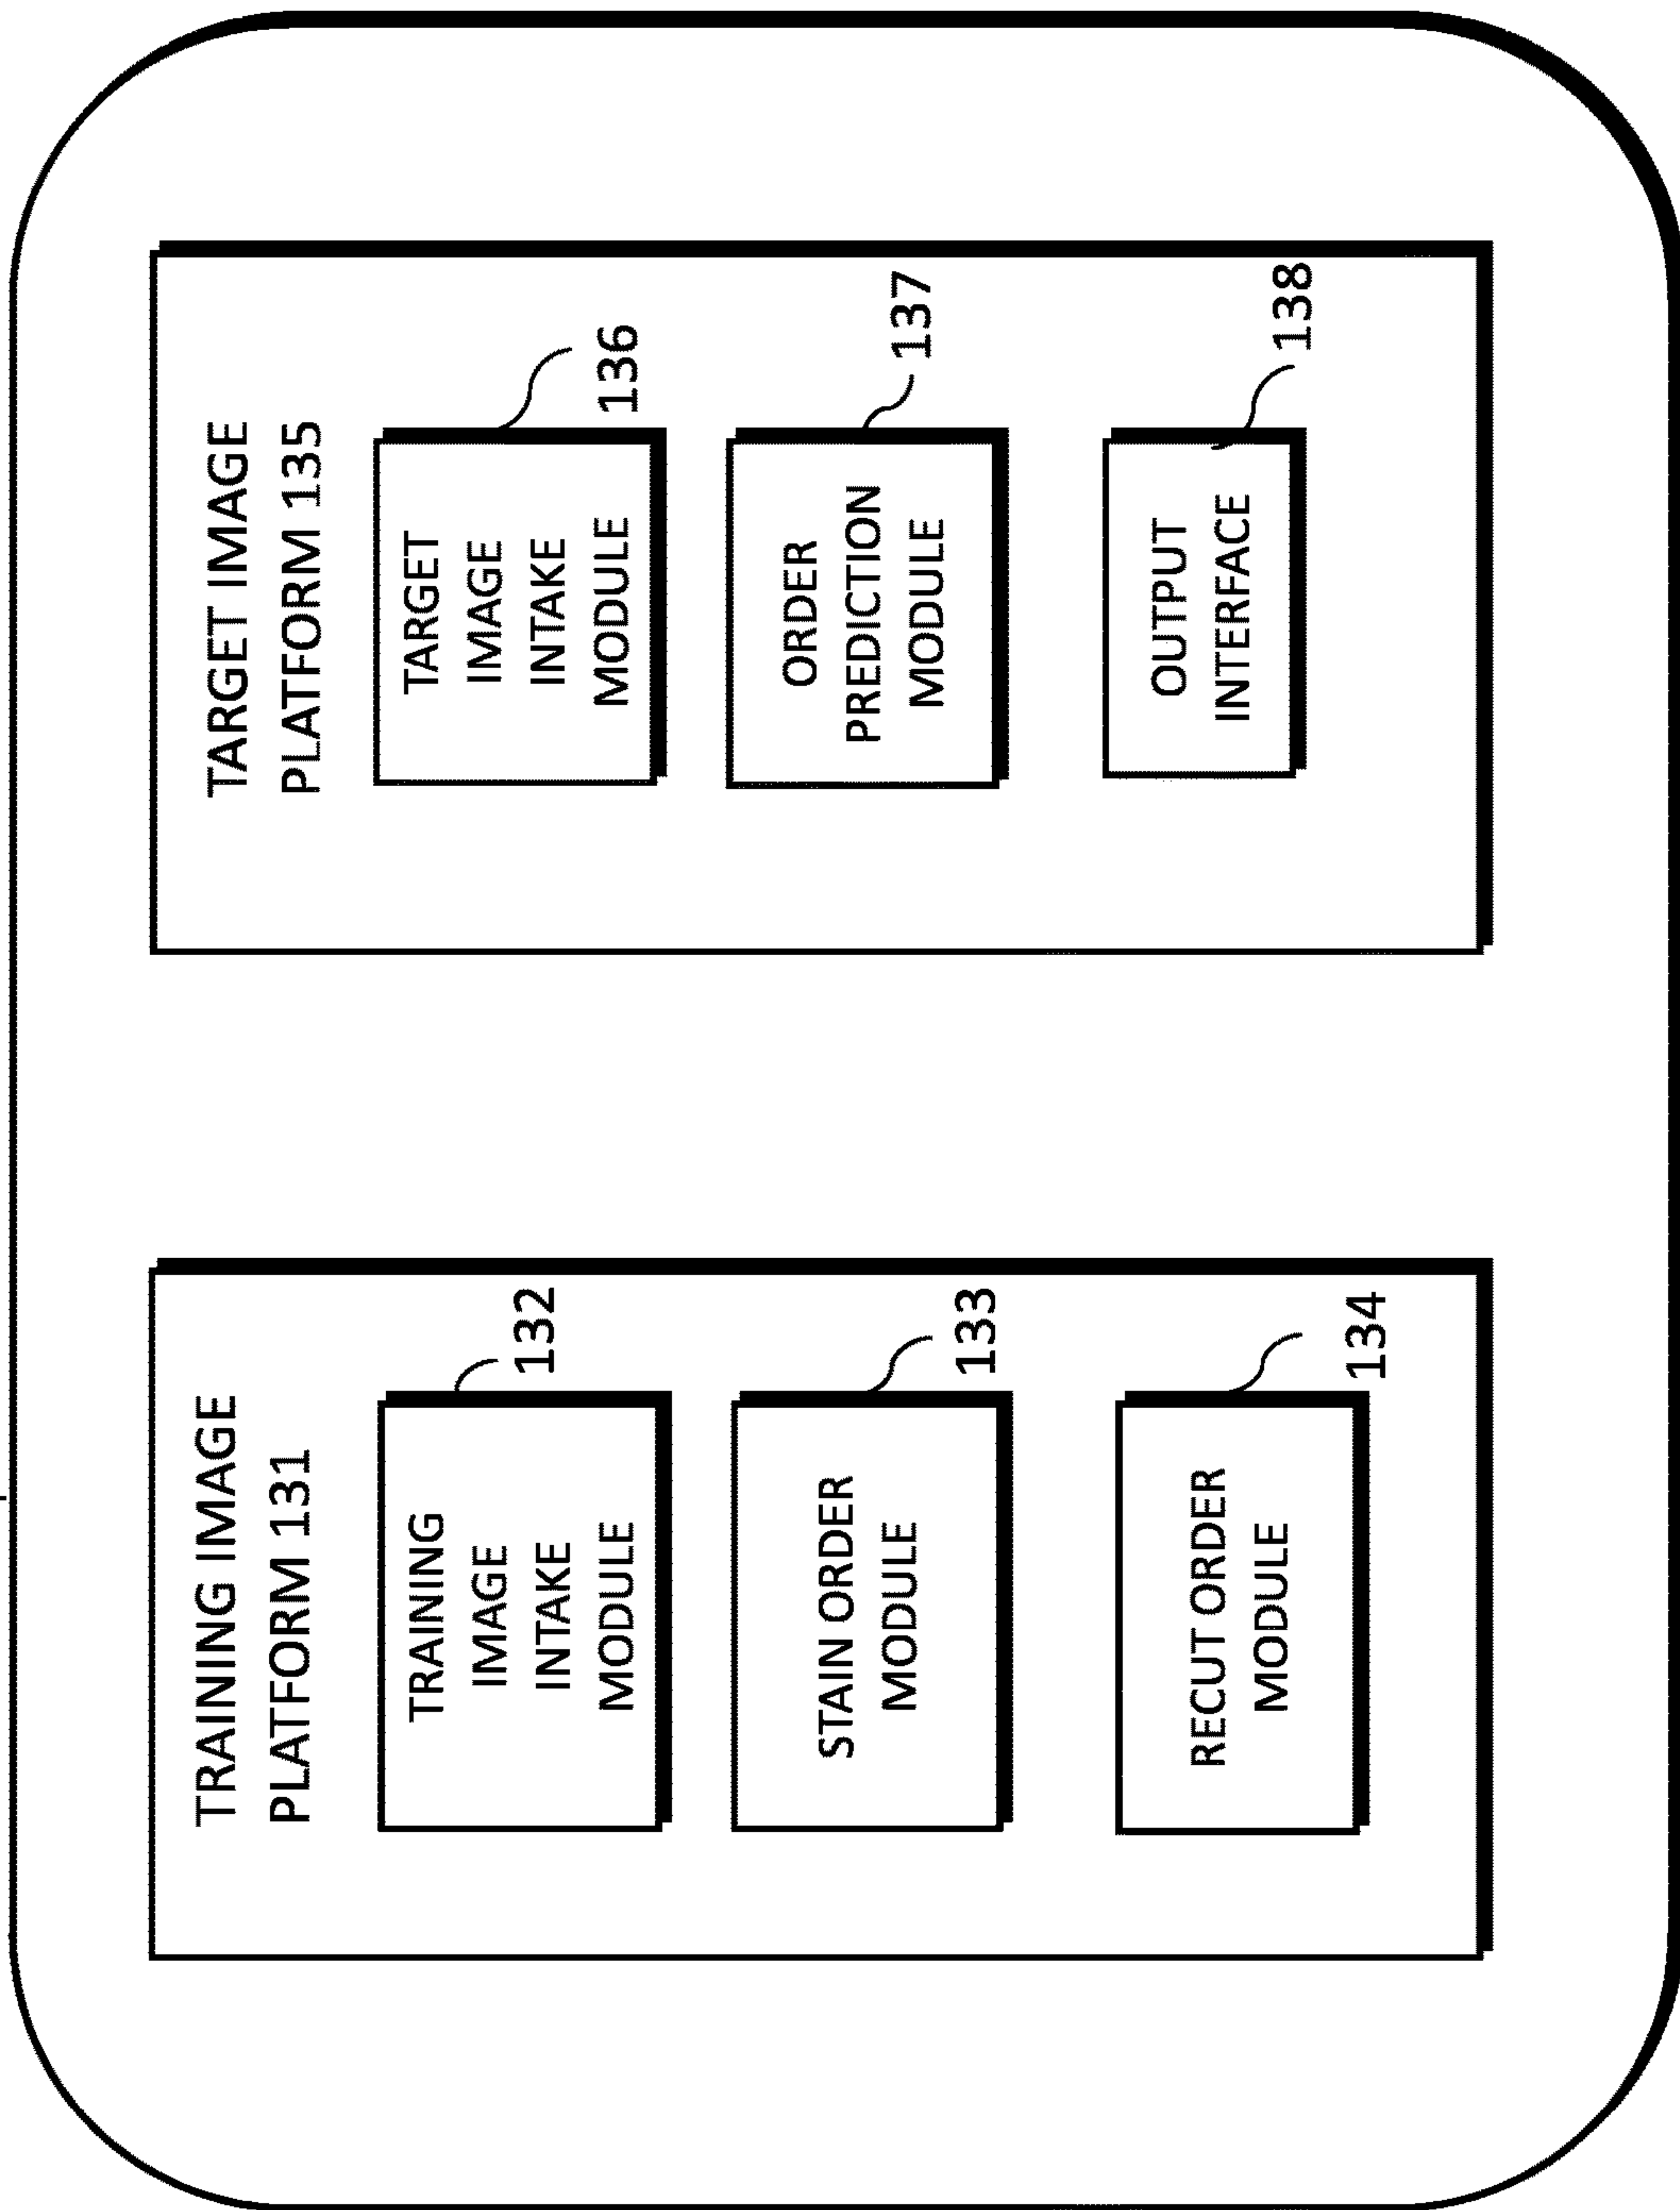 TRAINING IMAGE
PLATFORM 131
TRAINING
IMAGE
INTAKE
MODULE
132
STAIN ORDER
MODULE
133
RECUT ORDER
MODULE
134
TARGET IMAGE
PLATFORM 135
TARGET
IMAGE
INTAKE
MODULE
136
ORDER
PREDICTION
MODULE
137
OUTPUT
INTERFACE
138